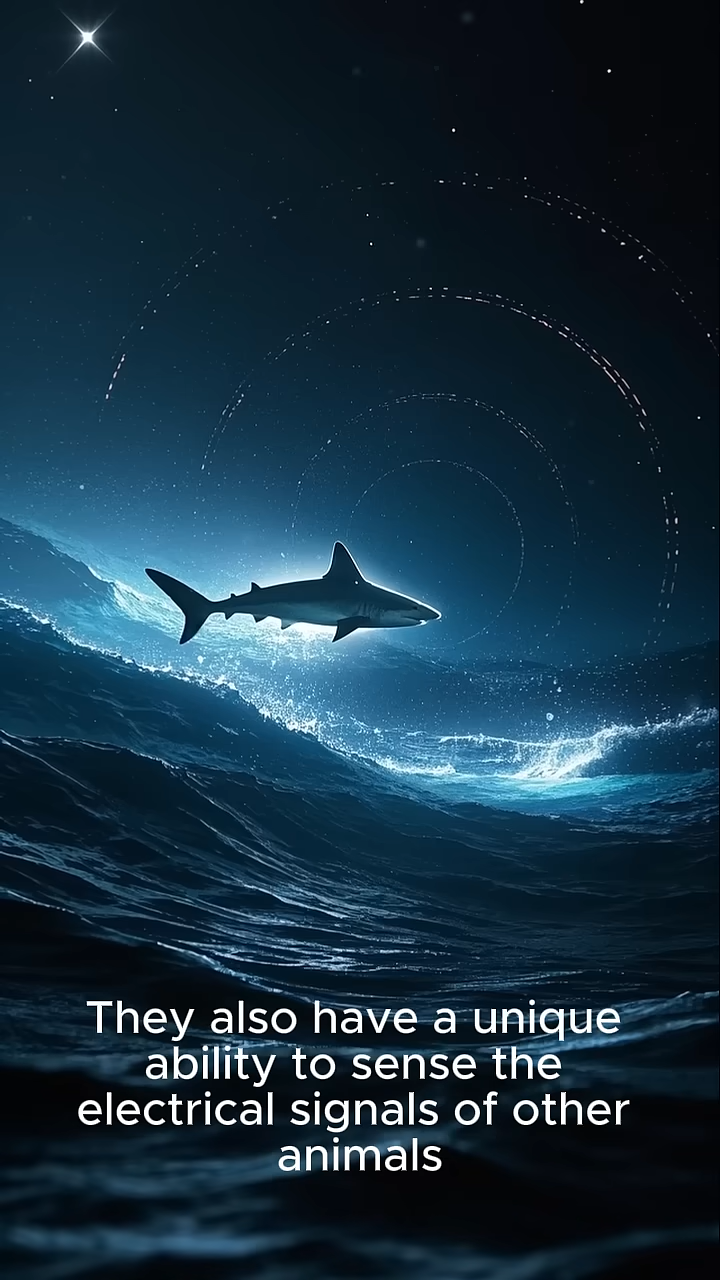 They also have a unique
ability to sense the
electrical signals of other
animals